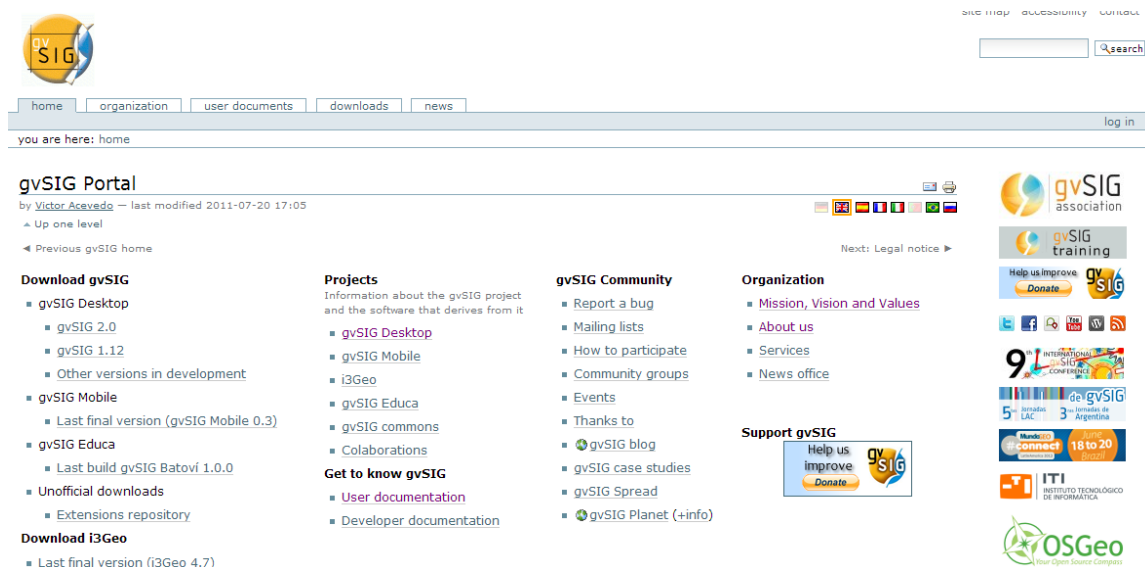 site map accessibility contact
gv
SIG
search
home organization user documents downloads news
log in
you are here: home
gvSIG Portal
by Victor Acevedo — last modified 2011-07-20 17:05
Up one level
◄ Previous gvSIG home
Next: Legal notice ►
Download gvSIG
gvSIG Desktop
gvSIG 2.0
gvSIG 1.12
Other versions in development
gvSIG Mobile
Last final version (gvSIG Mobile 0.3)
gvSIG Educa
Last build gvSIG Batoví 1.0.0
Unofficial downloads
Extensions repository
Download i3Geo
Last final version (i3Geo 4.7)
Projects
Information about the gvSIG project
and the software that derives from it
gvSIG Desktop
gvSIG Mobile
i3Geo
gvSIG Educa
gvSIG commons
Colaborations
Get to know gvSIG
User documentation
Developer documentation
gvSIG Community
Report a bug
Mailing lists
How to participate
Community groups
Events
Thanks to
gvSIG blog
gvSIG case studies
gvSIG Spread
gvSIG Planet (+info)
Organization
Mission, Vision and Values
About us
Services
News office
Support gvSIG
Help us
improve
Donate
gvSIG
gvSIG
association
gvSIG
training
Help us improve
Donate
gvSIG
You
Tube
9th INTERNATIONAL
gvSIG
CONFERENCE
de gvSIG
5as Jornadas
LAC
3as Jornadas de
Argentina
MundoGEO
#connect
June
18 to 20
Brazil
ITI
INSTITUTO TECNOLÓGICO
DE INFORMÁTICA
OSGeo
Your Open Source Compass